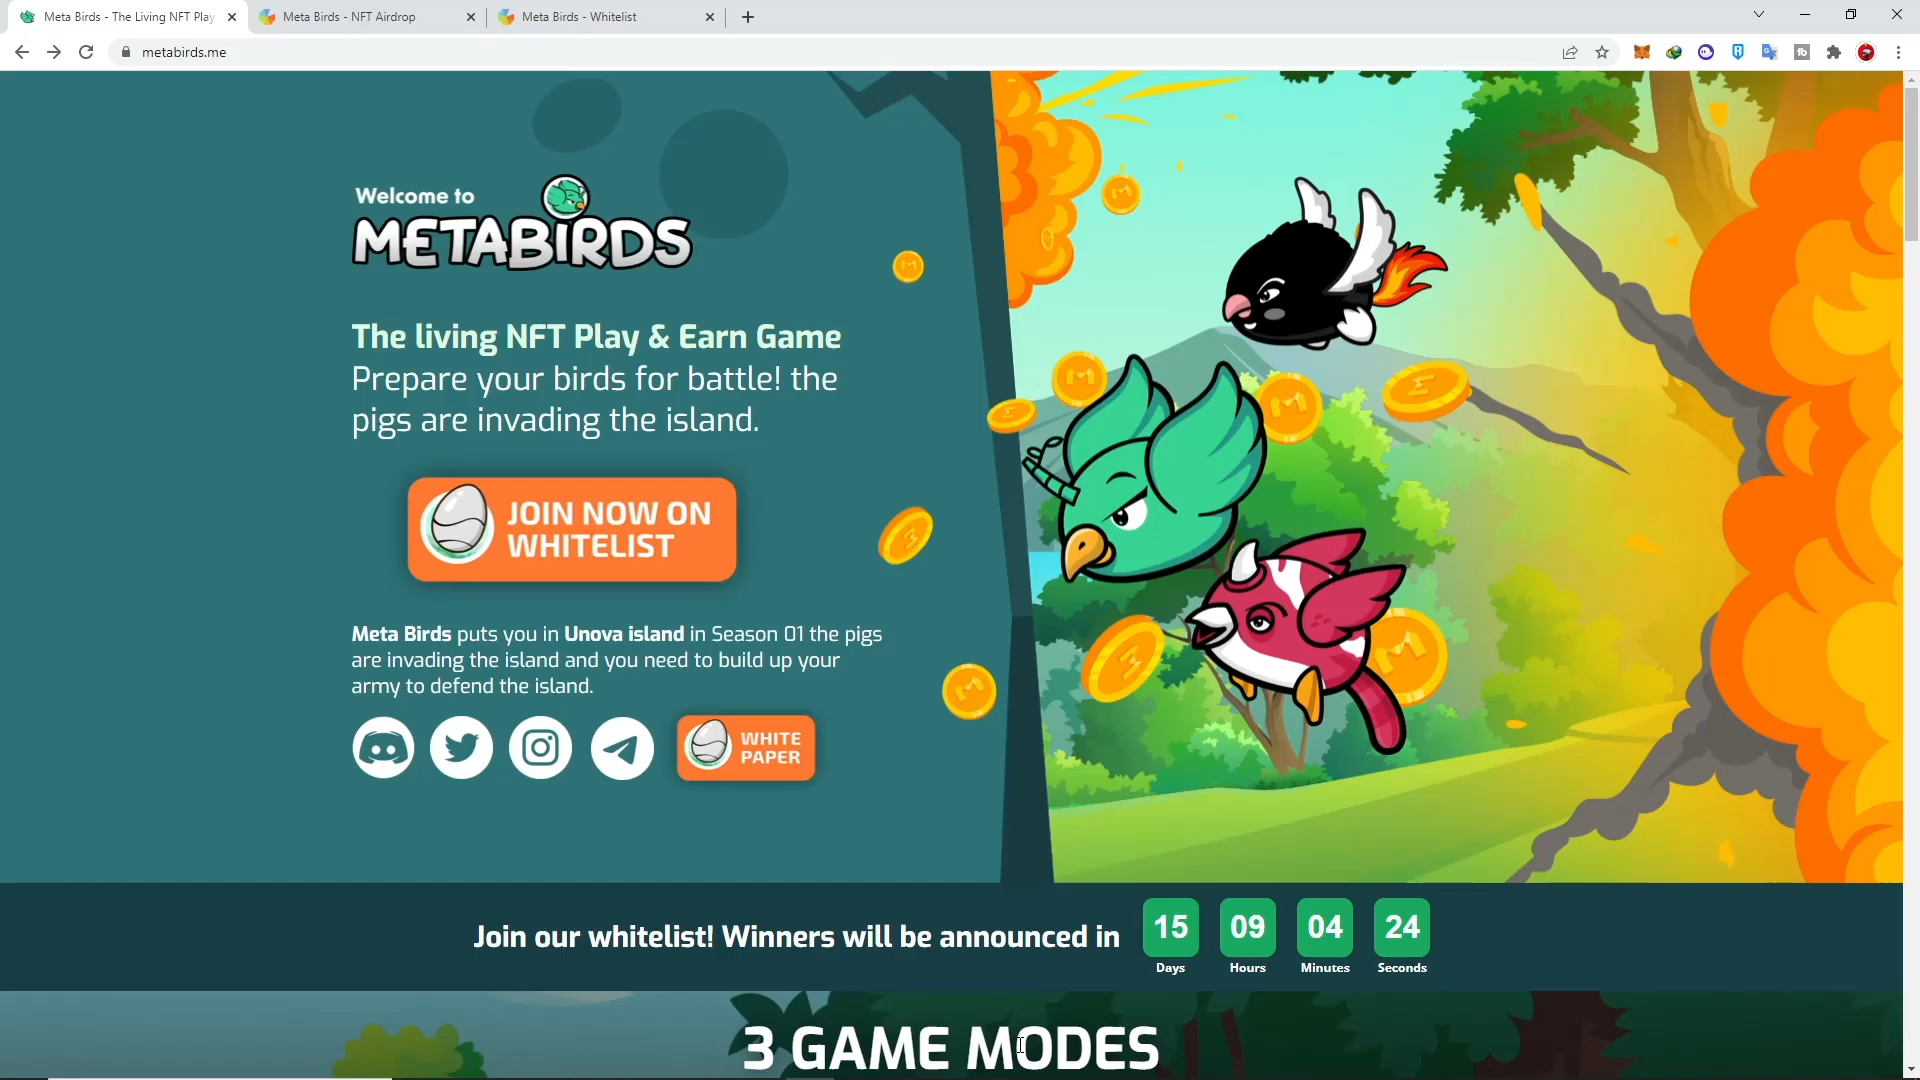 Meta Birds - The Living NFT Play
Meta Birds - NFT Airdrop
Meta Birds - Whitelist
metabirds.me
Welcome to
METABIRDS
The living NFT Play & Earn Game
Prepare your birds for battle! the
pigs are invading the island.
JOIN NOW ON
WHITELIST
Meta Birds puts you in Unova island in Season 01 the pigs
are invading the island and you need to build up your
army to defend the island.
WHITE
PAPER
Join our whitelist! Winners will be announced in
15 09 04 24
Days Hours Minutes Seconds
3 GAME MODES